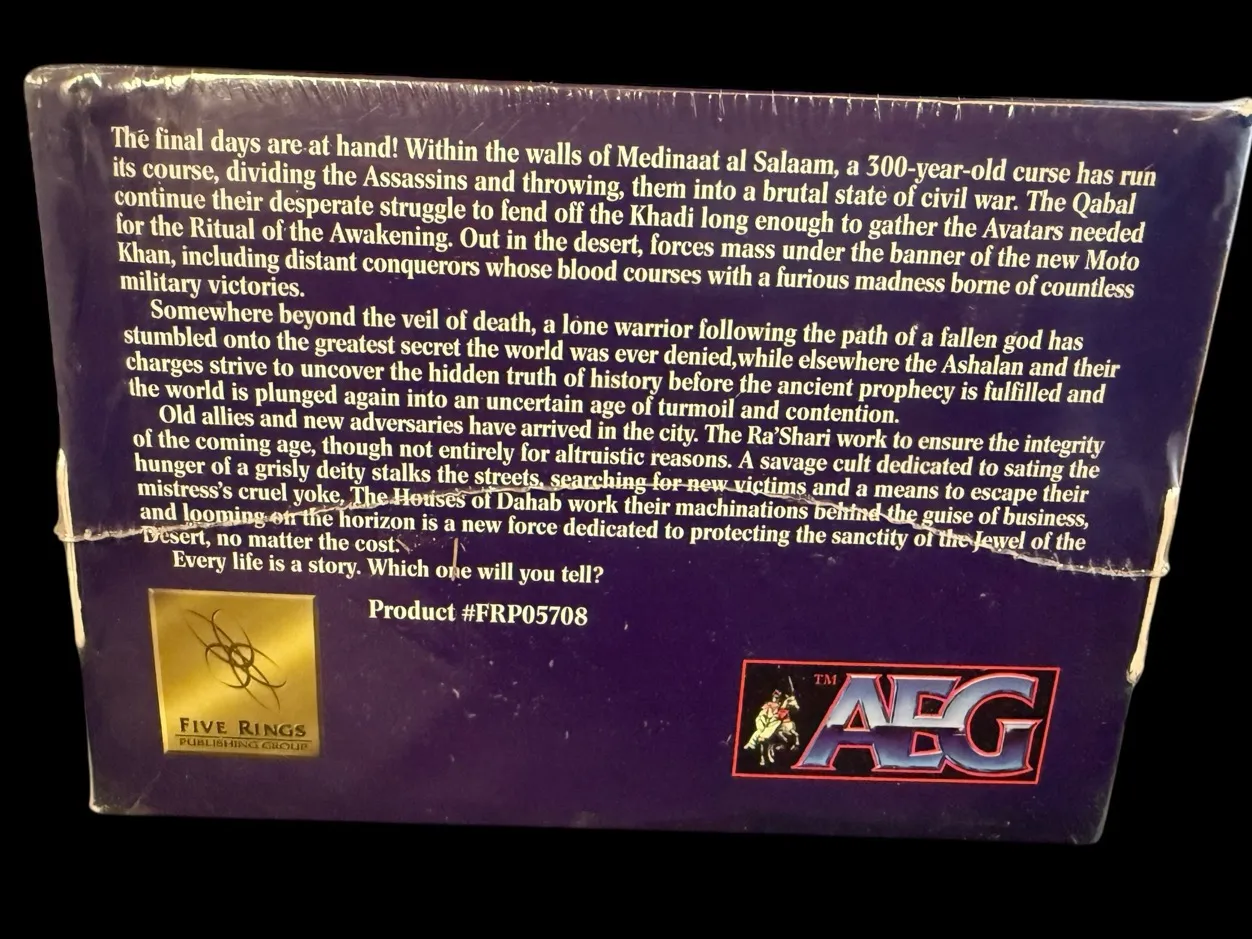 The final days are at hand! Within the walls of Medinaat al Salaam, a 300-year-old curse has run
its course, dividing the Assassins and throwing, them into a brutal state of civil war. The Qabal
continue their desperate struggle to fend off the Khadi long enough to gather the Avatars needed
for the Ritual of the Awakening. Out in the desert, forces mass under the banner of the new Moto
Khan, including distant conquerors whose blood courses with a furious madness borne of countless
military victories.
Somewhere beyond the veil of death, a lone warrior following the path of a fallen god has
stumbled onto the greatest secret the world was ever denied,while elsewhere the Ashalan and their
charges strive to uncover the hidden truth of history before the ancient prophecy is fulfilled and
the world is plunged again into an uncertain age of turmoil and contention.
Old allies and new adversaries have arrived in the city. The Ra'Shari work to ensure the integrity
of the coming age, though not entirely for altruistic reasons. A savage cult dedicated to sating the
hunger of a grisly deity stalks the streets, searching for new victims and a means to escape their
mistress's cruel yoke. The Houses of Dahab work their machinations behind the guise of business,
and looming on the horizon is a new force dedicated to protecting the sanctity of the Jewel of the
Desert, no matter the cost.
Every life is a story. Which one will you tell?
Product #FRP05708
FIVE RINGS
PUBLISHING GROUP
TM
AEG